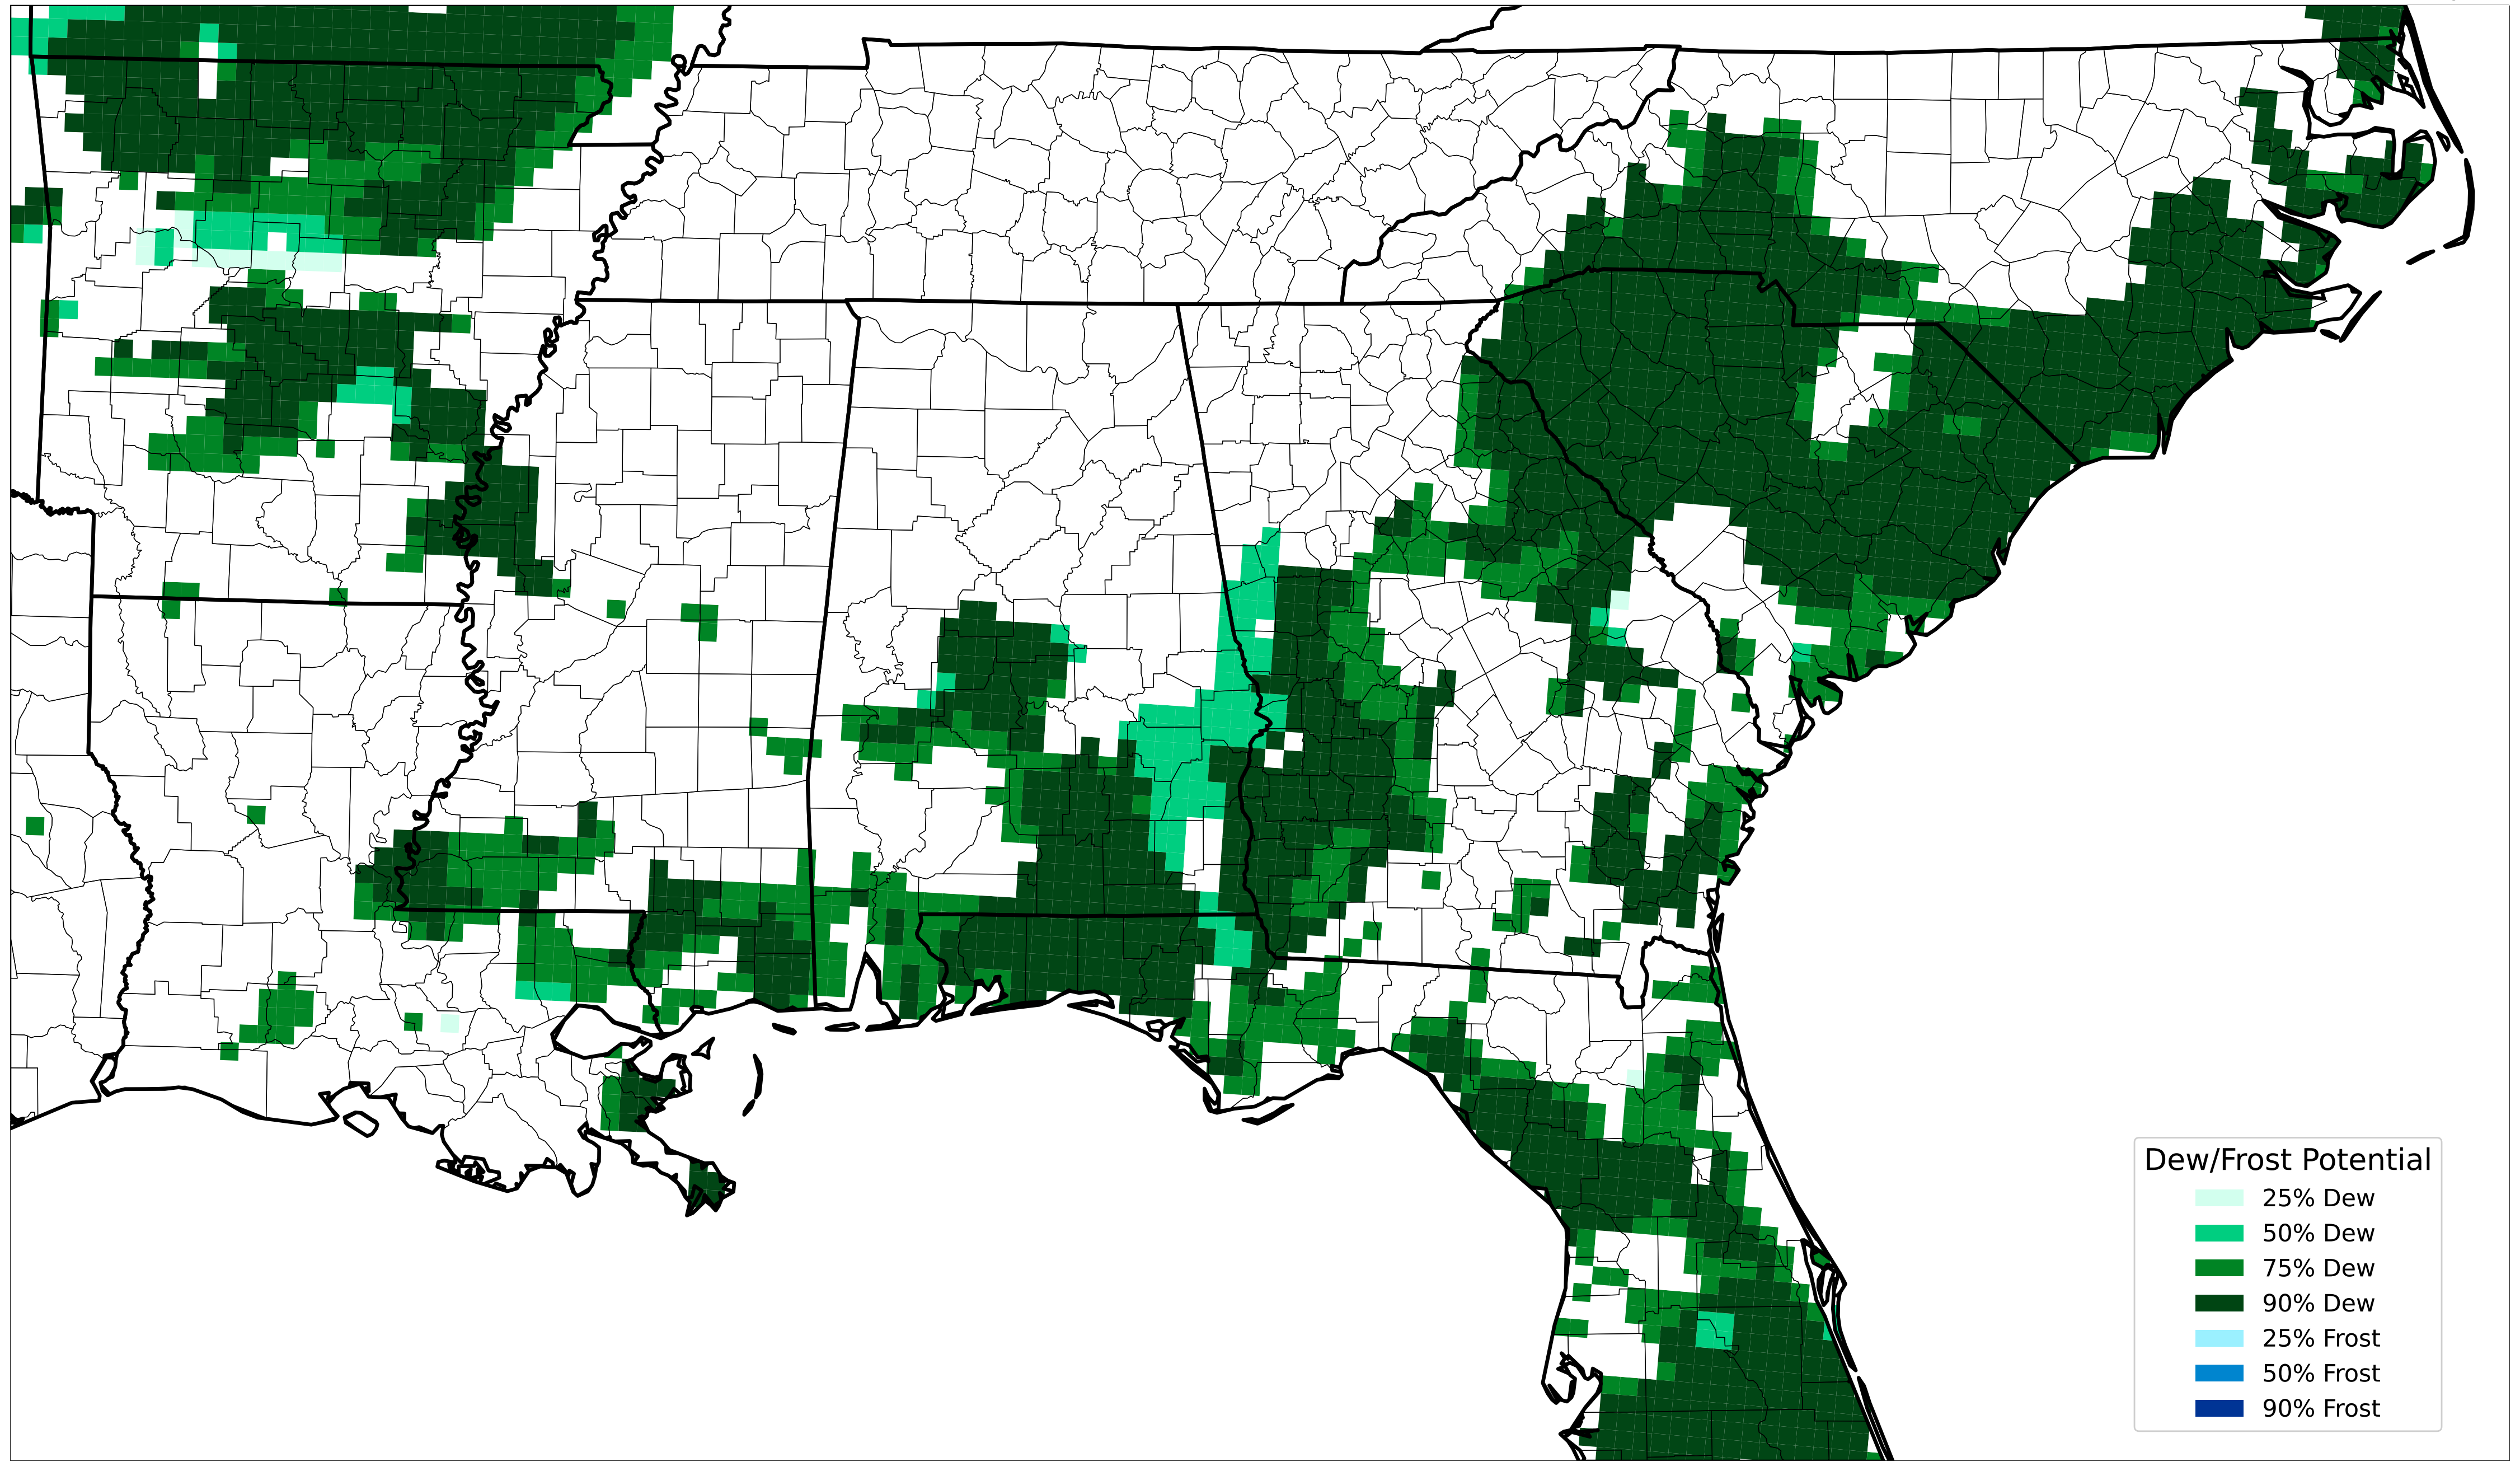 Dew/Frost Potential
25% Dew
50% Dew
75% Dew
90% Dew
25% Frost
50% Frost
90% Frost